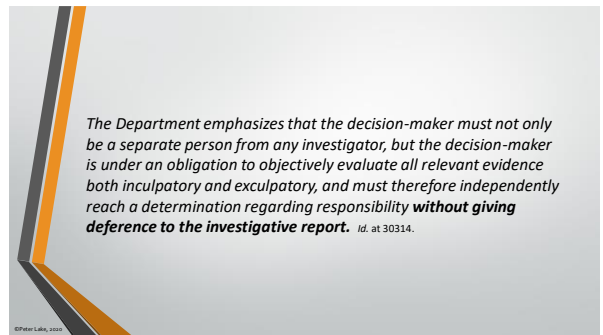 The Department emphasizes that the decision-maker must not only
be a separate person from any investigator, but the decision-maker
is under an obligation to objectively evaluate all relevant evidence
both inculpatory and exculpatory, and must therefore independently
reach a determination regarding responsibility without giving
deference to the investigative report. Id. at 30314.
©Peter Lake, 2020